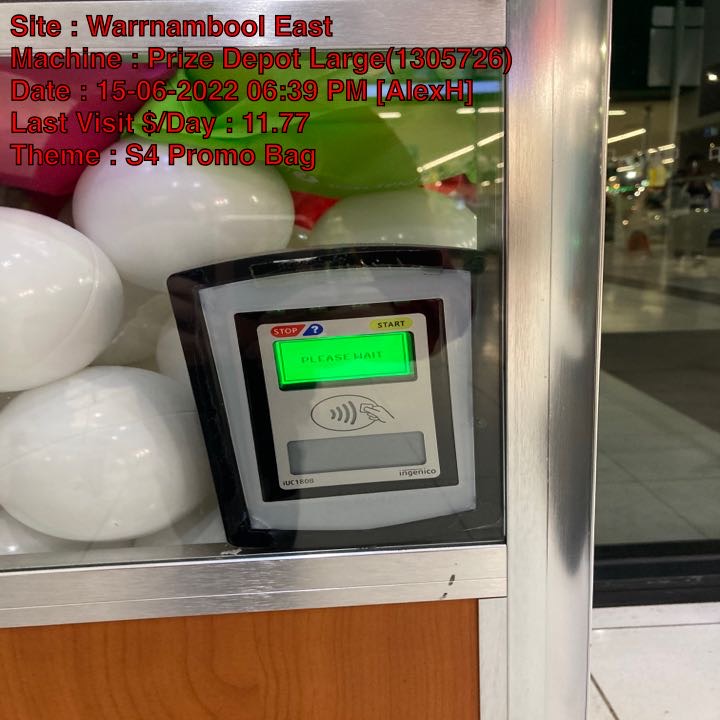 Site : Warrnambool East
Machine : Prize Depot Large(1305726)
Date : 15-06-2022 06:39 PM [AlexH]
Last Visit $/Day : 11.77
Theme : S4 Promo Bag
STOP ? START
PLEASE WAIT
iUC180B
ingenico